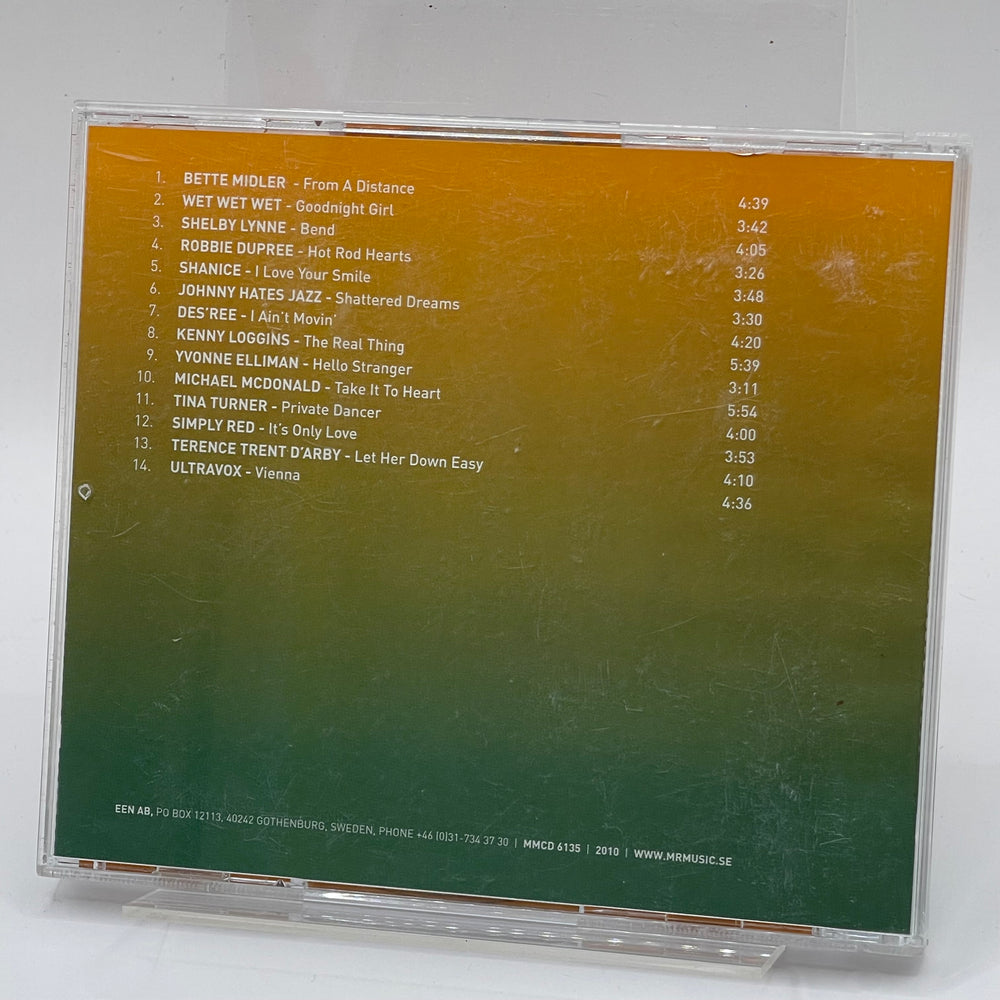 1. BETTE MIDLER - From A Distance 4:39
2. WET WET WET - Goodnight Girl 3:42
3. SHELBY LYNNE - Bend 4:05
4. ROBBIE DUPREE - Hot Rod Hearts 3:26
5. SHANICE - I Love Your Smile 3:48
6. JOHNNY HATES JAZZ - Shattered Dreams 3:30
7. DES'REE - I Ain't Movin' 4:20
8. KENNY LOGGINS - The Real Thing 5:39
9. YVONNE ELLIMAN - Hello Stranger 3:11
10. MICHAEL MCDONALD - Take It To Heart 5:54
11. TINA TURNER - Private Dancer 4:00
12. SIMPLY RED - It's Only Love 3:53
13. TERENCE TRENT D'ARBY - Let Her Down Easy 4:10
14. ULTRAVOX - Vienna 4:36
EEN AB, PO BOX 12113, 40242 GOTHENBURG, SWEDEN, PHONE +46 (0)31-734 37 30 | MMCD 6135 | 2010 | WWW.MRMUSIC.SE